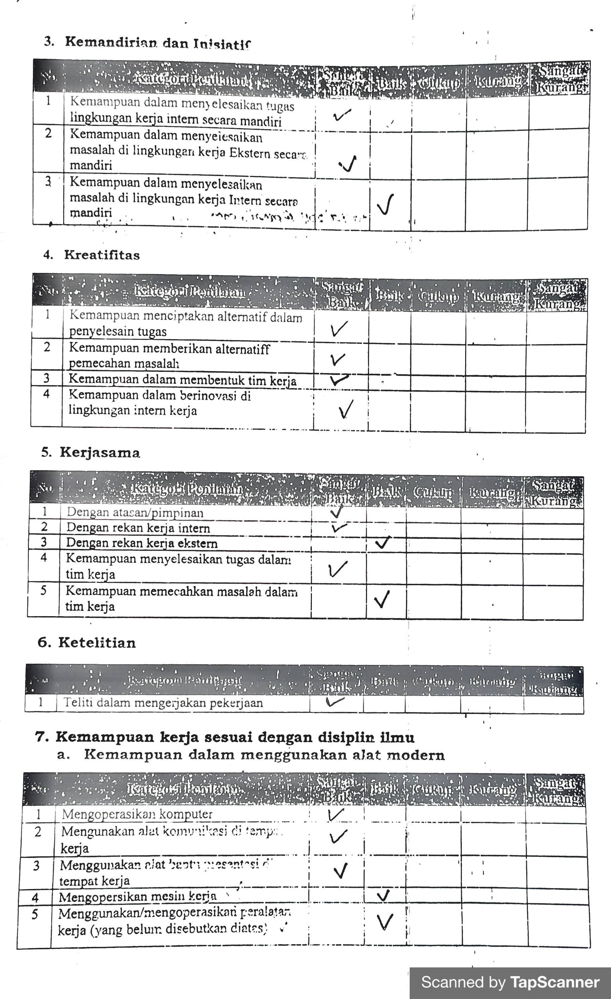 3. Kemandirian dan Inisiatif
No. Kategori Penilaian Sangat Baik Baik Cukup Kurang Sangat Kurang
1 Kemampuan dalam menyelesaikan tugas
lingkungan kerja intern secara mandiri ✓
2 Kemampuan dalam menyelesaikan
masalah di lingkungan kerja Ekstern secara
mandiri ✓
3 Kemampuan dalam menyelesaikan
masalah di lingkungan kerja Intern secara
mandiri ✓
4. Kreatifitas
No. Kategori Penilaian Sangat Baik Baik Cukup Kurang Sangat Kurang
1 Kemampuan menciptakan alternatif dalam
penyelesain tugas ✓
2 Kemampuan memberikan alternatiff
pemecahan masalah ✓
3 Kemampuan dalam membentuk tim kerja ✓
4 Kemampuan dalam berinovasi di
lingkungan intern kerja ✓
5. Kerjasama
No. Kategori Penilaian Sangat Baik Baik Cukup Kurang Sangat Kurang
1 Dengan atasan/pimpinan ✓
2 Dengan rekan kerja intern ✓
3 Dengan rekan kerja ekstern ✓
4 Kemampuan menyelesaikan tugas dalam
tim kerja ✓
5 Kemampuan memecahkan masalah dalam
tim kerja ✓
6. Ketelitian
Kategori Penilaian Sangat Baik Baik Cukup Kurang Sangat Kurang
1 Teliti dalam mengerjakan pekerjaan ✓
7. Kemampuan kerja sesuai dengan disiplin ilmu
a. Kemampuan dalam menggunakan alat modern
No. Kategori Penilaian Sangat Baik Baik Cukup Kurang Sangat Kurang
1 Mengoperasikan komputer ✓
2 Mengunakan alat komunikasi di
kerja ✓
3 Menggunakan alat bantu presentasi di
tempat kerja ✓
4 Mengopersikan mesin kerja ✓
5 Menggunakan/mengoperasikan peralatan
kerja (yang belum disebutkan diatas) ✓
Scanned by TapScanner